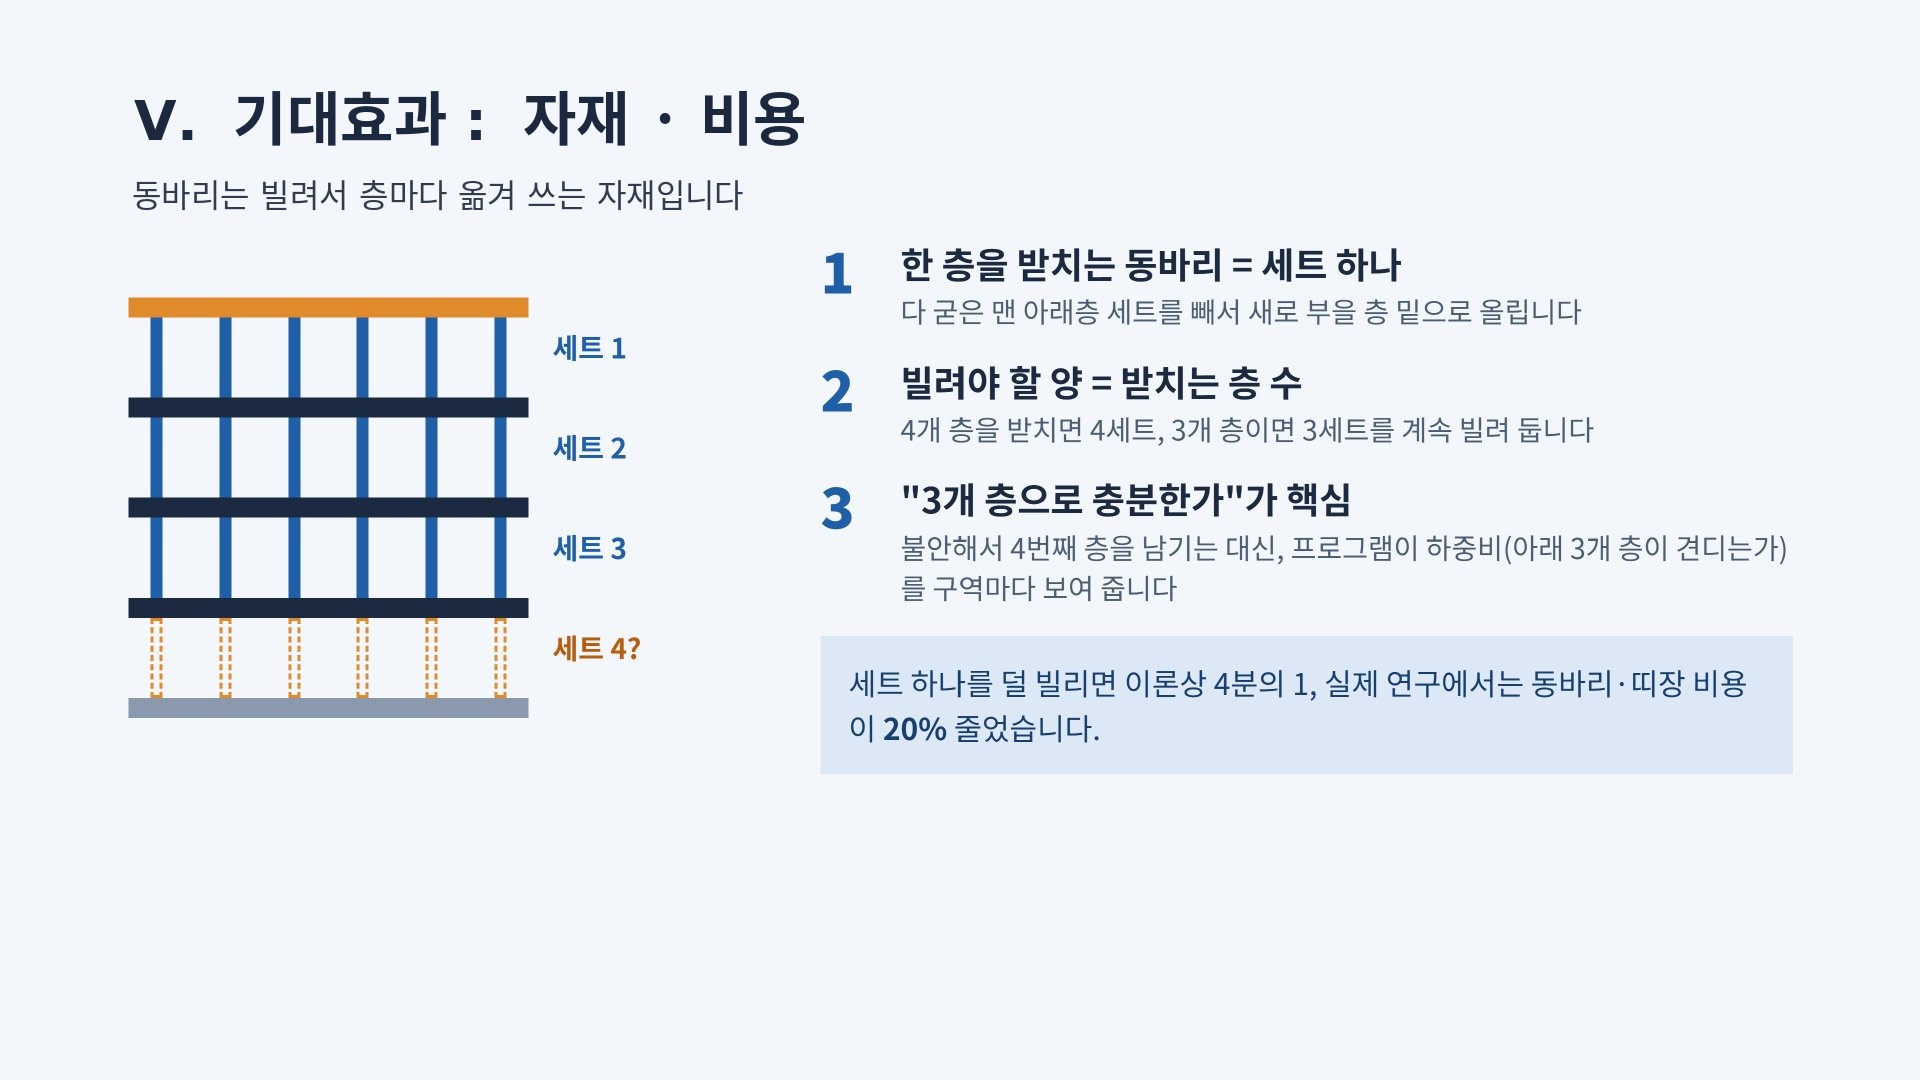 V. 기대효과 : 자재 · 비용
동바리는 빌려서 층마다 옮겨 쓰는 자재입니다
세트 1
세트 2
세트 3
세트 4?
1 한 층을 받치는 동바리 = 세트 하나
다 굳은 맨 아래층 세트를 빼서 새로 부을 층 밑으로 올립니다
2 빌려야 할 양 = 받치는 층 수
4개 층을 받치면 4세트, 3개 층이면 3세트를 계속 빌려 둡니다
3 "3개 층으로 충분한가"가 핵심
불안해서 4번째 층을 남기는 대신, 프로그램이 하중비(아래 3개 층이 견디는가)
를 구역마다 보여 줍니다
세트 하나를 덜 빌리면 이론상 4분의 1, 실제 연구에서는 동바리·띠장 비용
이 20% 줄었습니다.